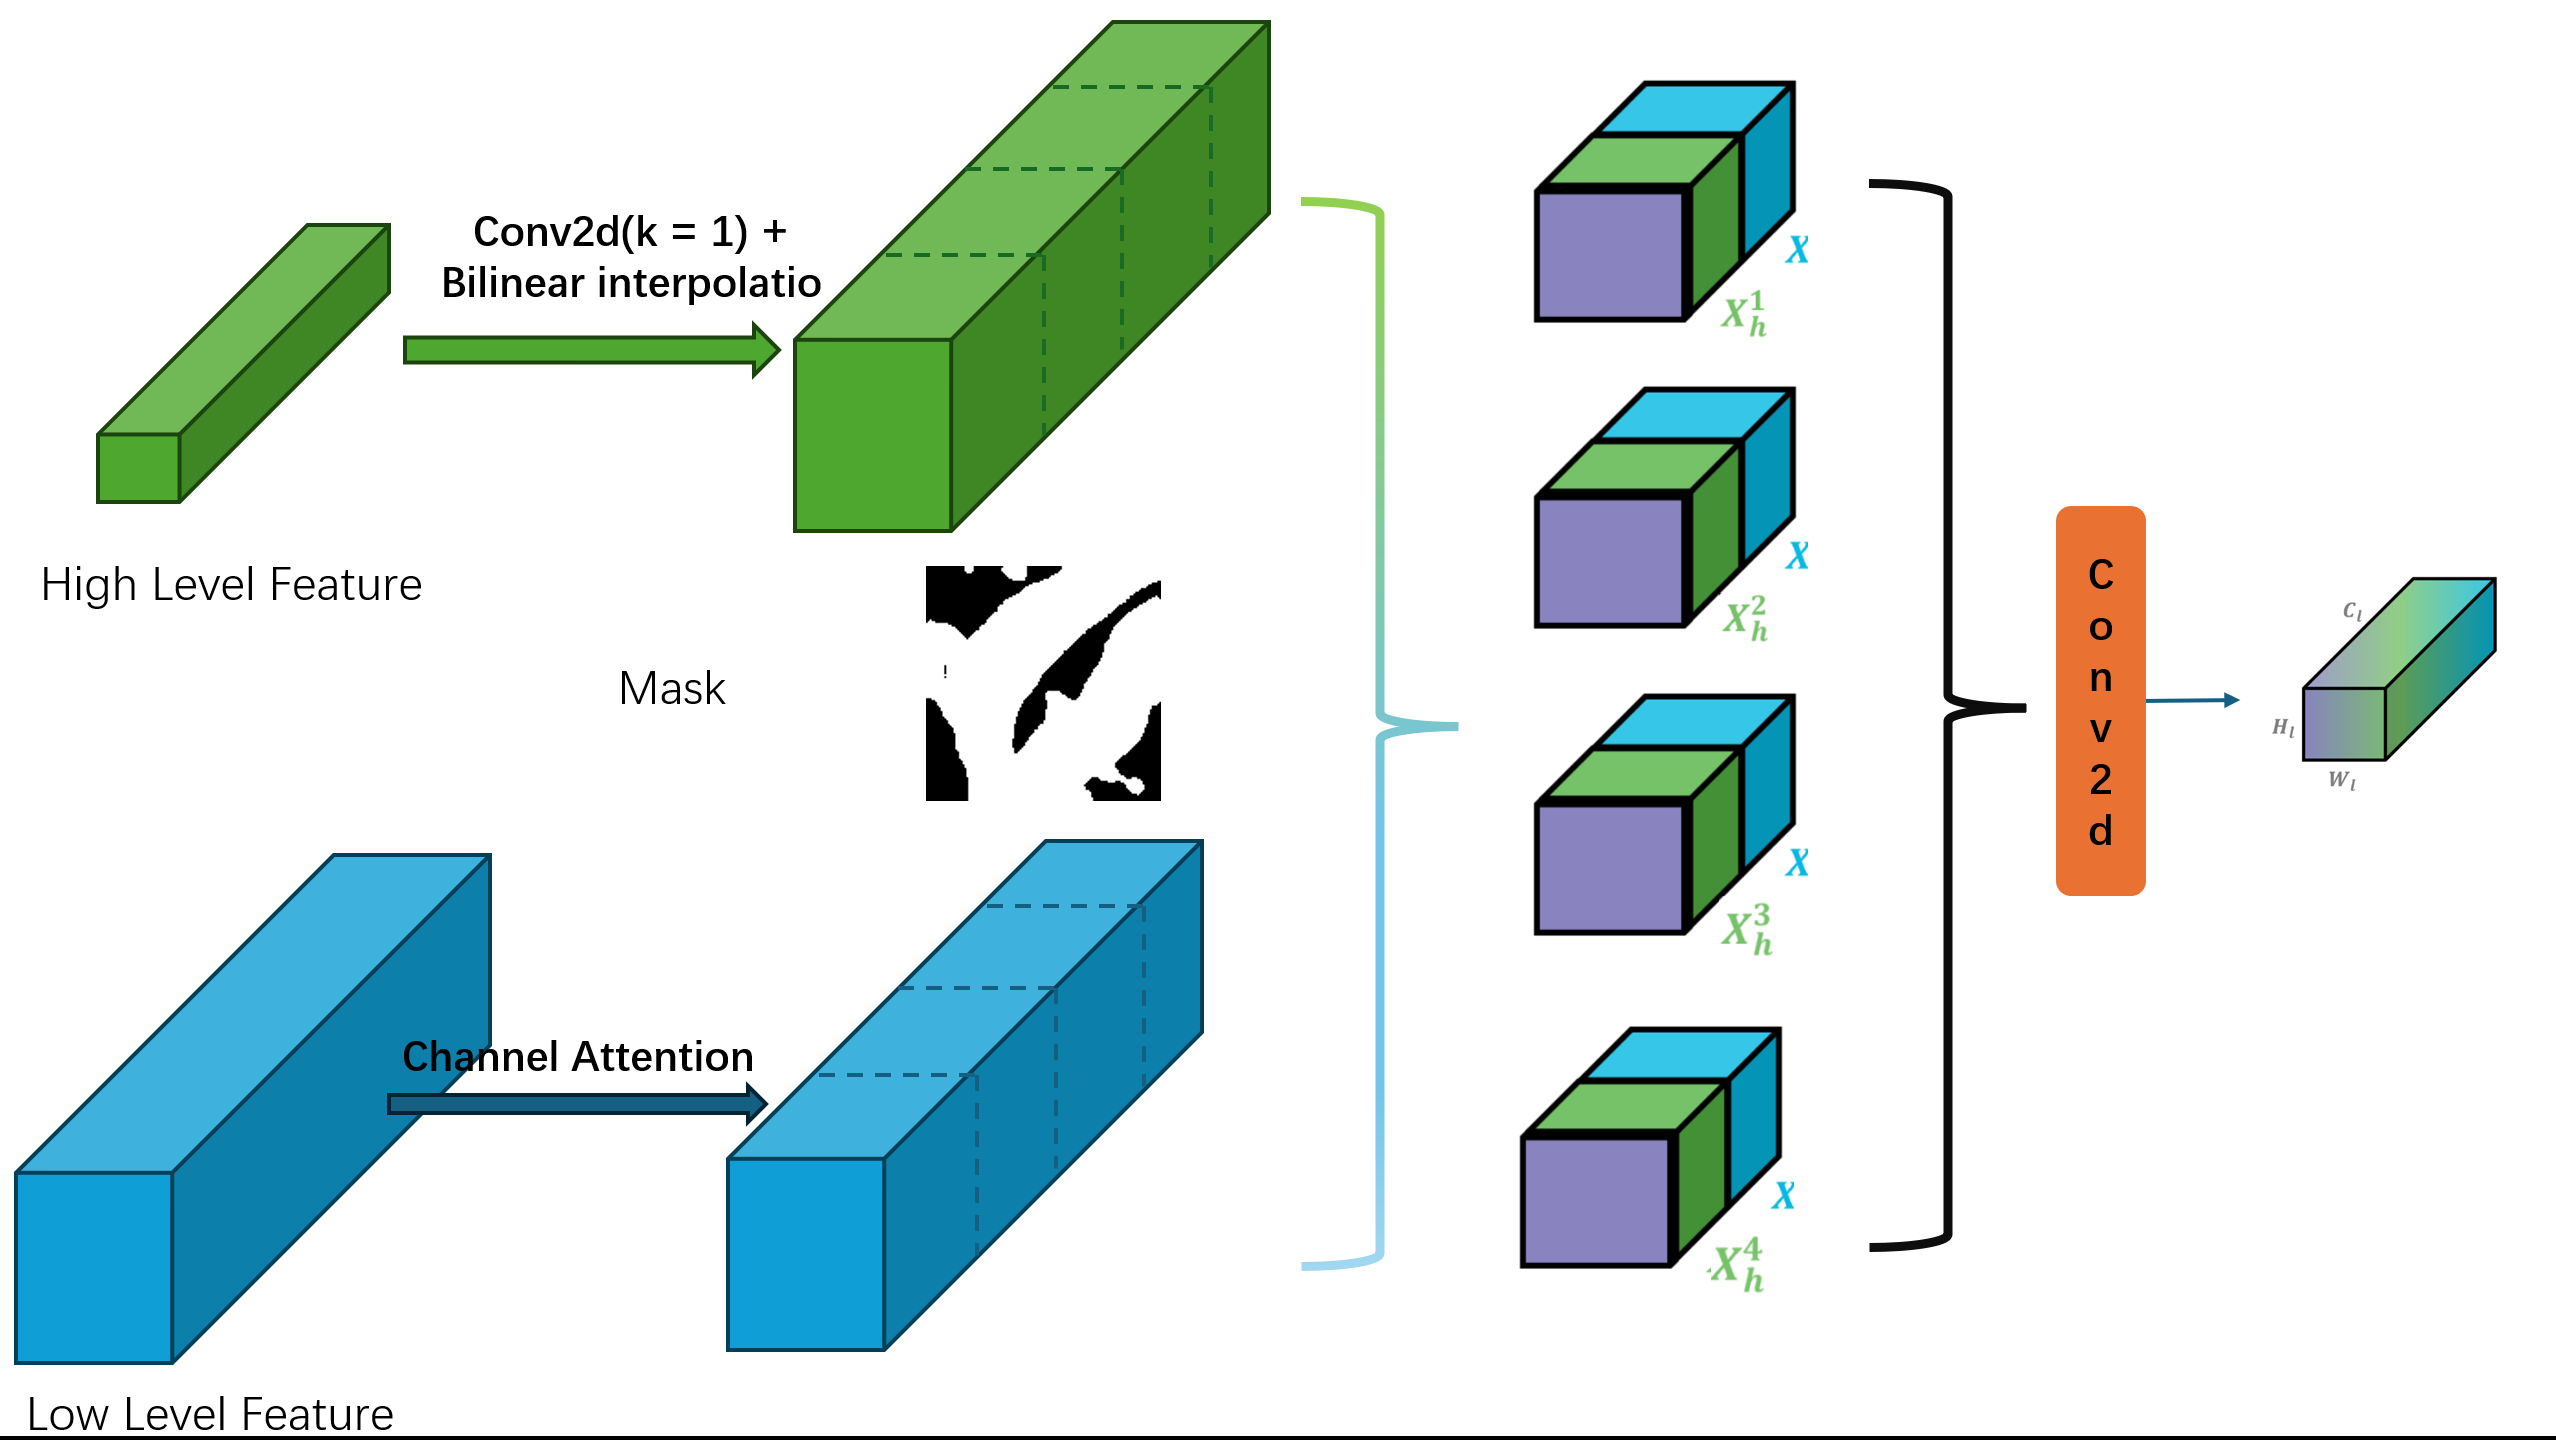 Conv2d(k = 1) +
Bilinear interpolatio
High Level Feature
Mask
!
Channel Attention
Low Level Feature
X
X_h^1
X
X_h^2
X
X_h^3
X
X_h^4
C
o
n
v
2
d
C_l
H_l
W_l